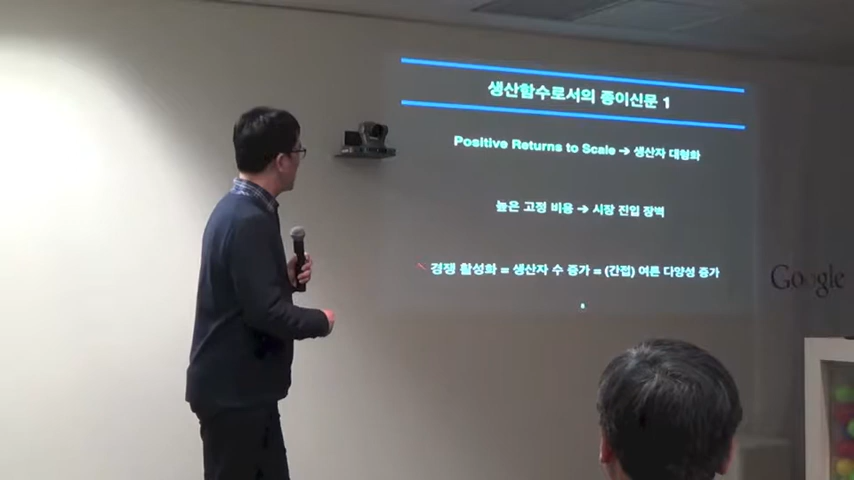 생산함수로서의 종이신문 1
Positive Returns to Scale → 생산자 대형화
높은 고정 비용 → 시장 진입 장벽
경쟁 활성화 = 생산자 수 증가 = (간접) 여론 다양성 증가
Google